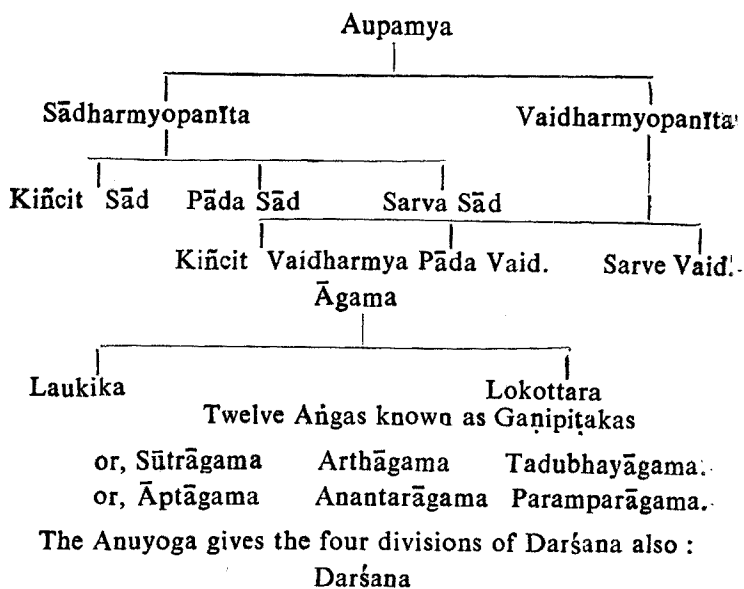 Aupamya
Sādharmyopanīta Vaidharmyopanīta
Kiñcit Sād Pāda Sād Sarva Sād
Kiñcit Vaidharmya Pāda Vaid. Sarve Vaid.
Āgama
Laukika Lokottara
Twelve Aṅgas known as Gaṇipiṭakas
or, Sūtrāgama Arthāgama Tadubhayāgama.
or, Āptāgama Anantarāgama Paramparāgama.
The Anuyoga gives the four divisions of Darśana also :
Darśana